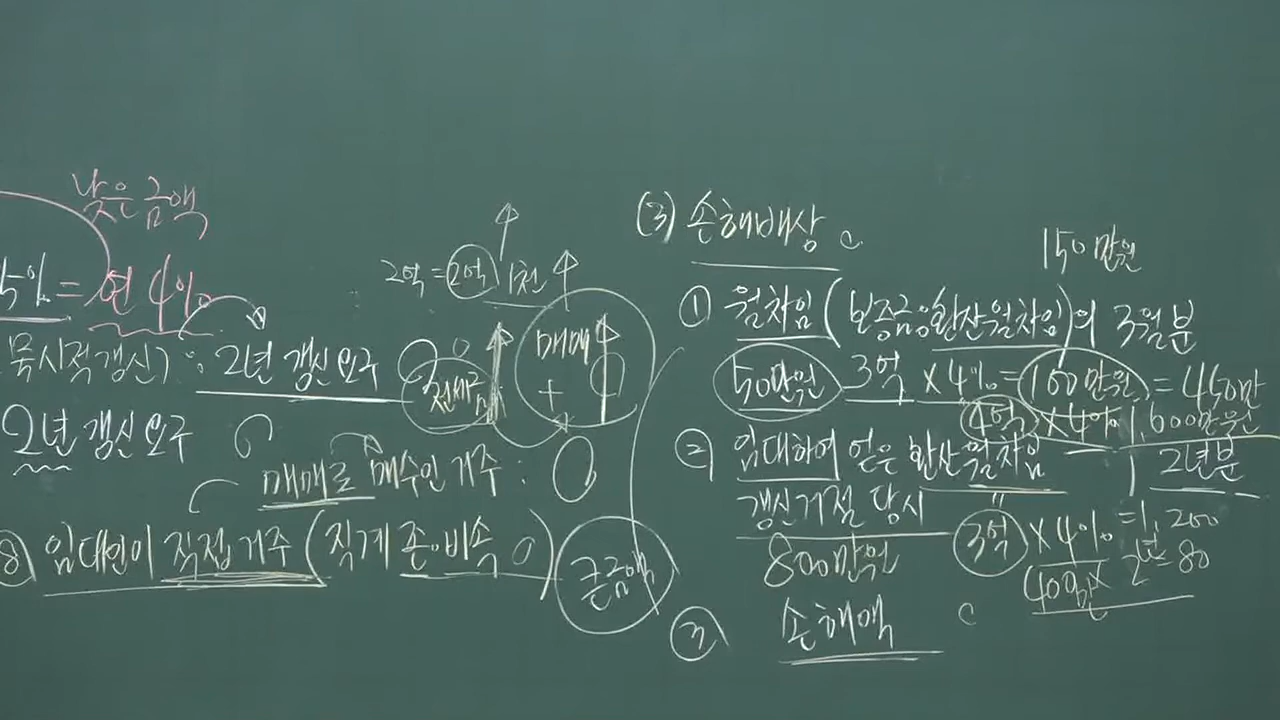 낮은 금액
5% = 연 4%
묵시적갱신) : 2년 갱신요구
2년 갱신요구
2억 = 2억 1천
전세
매매
+
매매로 매수인 거주 :
⑧ 임대인이 직접거주 (직계존·비속)
큰금액
(3) 손해배상
150만원
① 월차임 (보증금은환산월차임)의 3월분
50만원 3억 × 4% = 100만원 = 450만
4억 × 4% 1,600만원
② 임대하여 얻은 환산월차임 2년분
갱신거절 당시 3억 × 4% = 1,200
800만원 400만 × 2년 = 80
③ 손해액